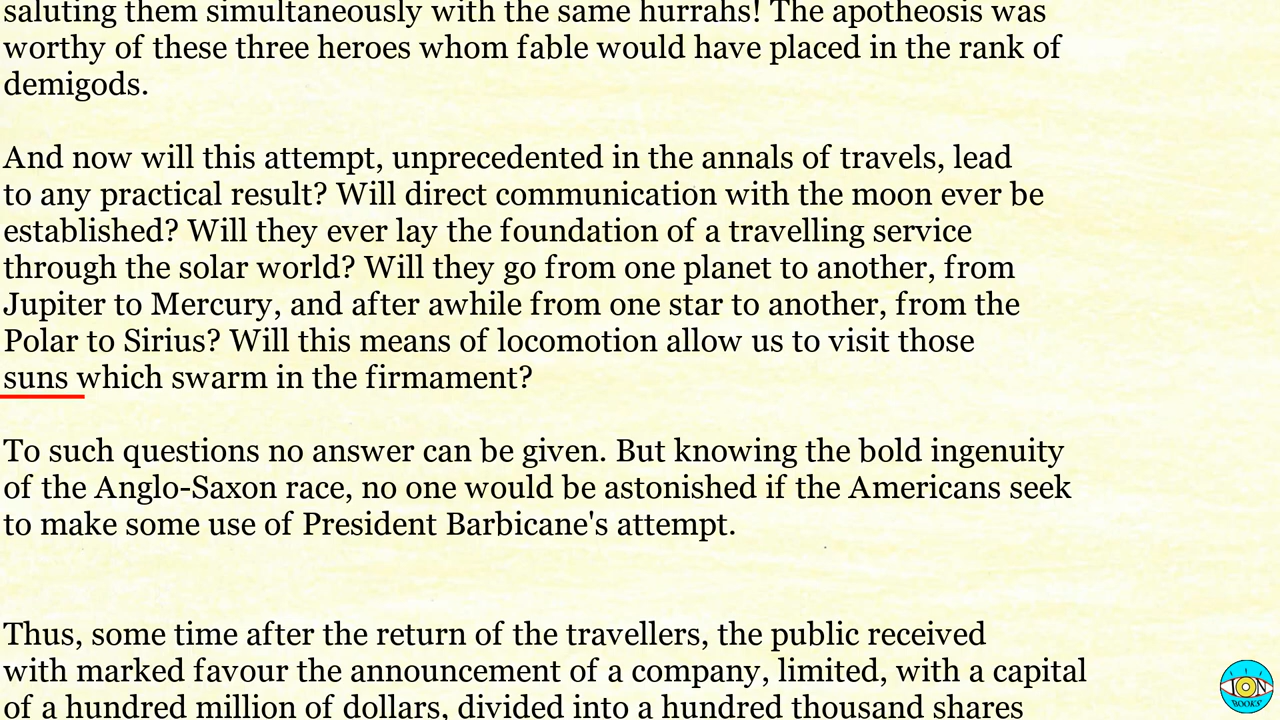 saluting them simultaneously with the same hurrahs! The apotheosis was
worthy of these three heroes whom fable would have placed in the rank of
demigods.
And now will this attempt, unprecedented in the annals of travels, lead
to any practical result? Will direct communication with the moon ever be
established? Will they ever lay the foundation of a travelling service
through the solar world? Will they go from one planet to another, from
Jupiter to Mercury, and after awhile from one star to another, from the
Polar to Sirius? Will this means of locomotion allow us to visit those
suns which swarm in the firmament?
To such questions no answer can be given. But knowing the bold ingenuity
of the Anglo-Saxon race, no one would be astonished if the Americans seek
to make some use of President Barbicane's attempt.
Thus, some time after the return of the travellers, the public received
with marked favour the announcement of a company, limited, with a capital
of a hundred million of dollars, divided into a hundred thousand shares
ION
BOOKS